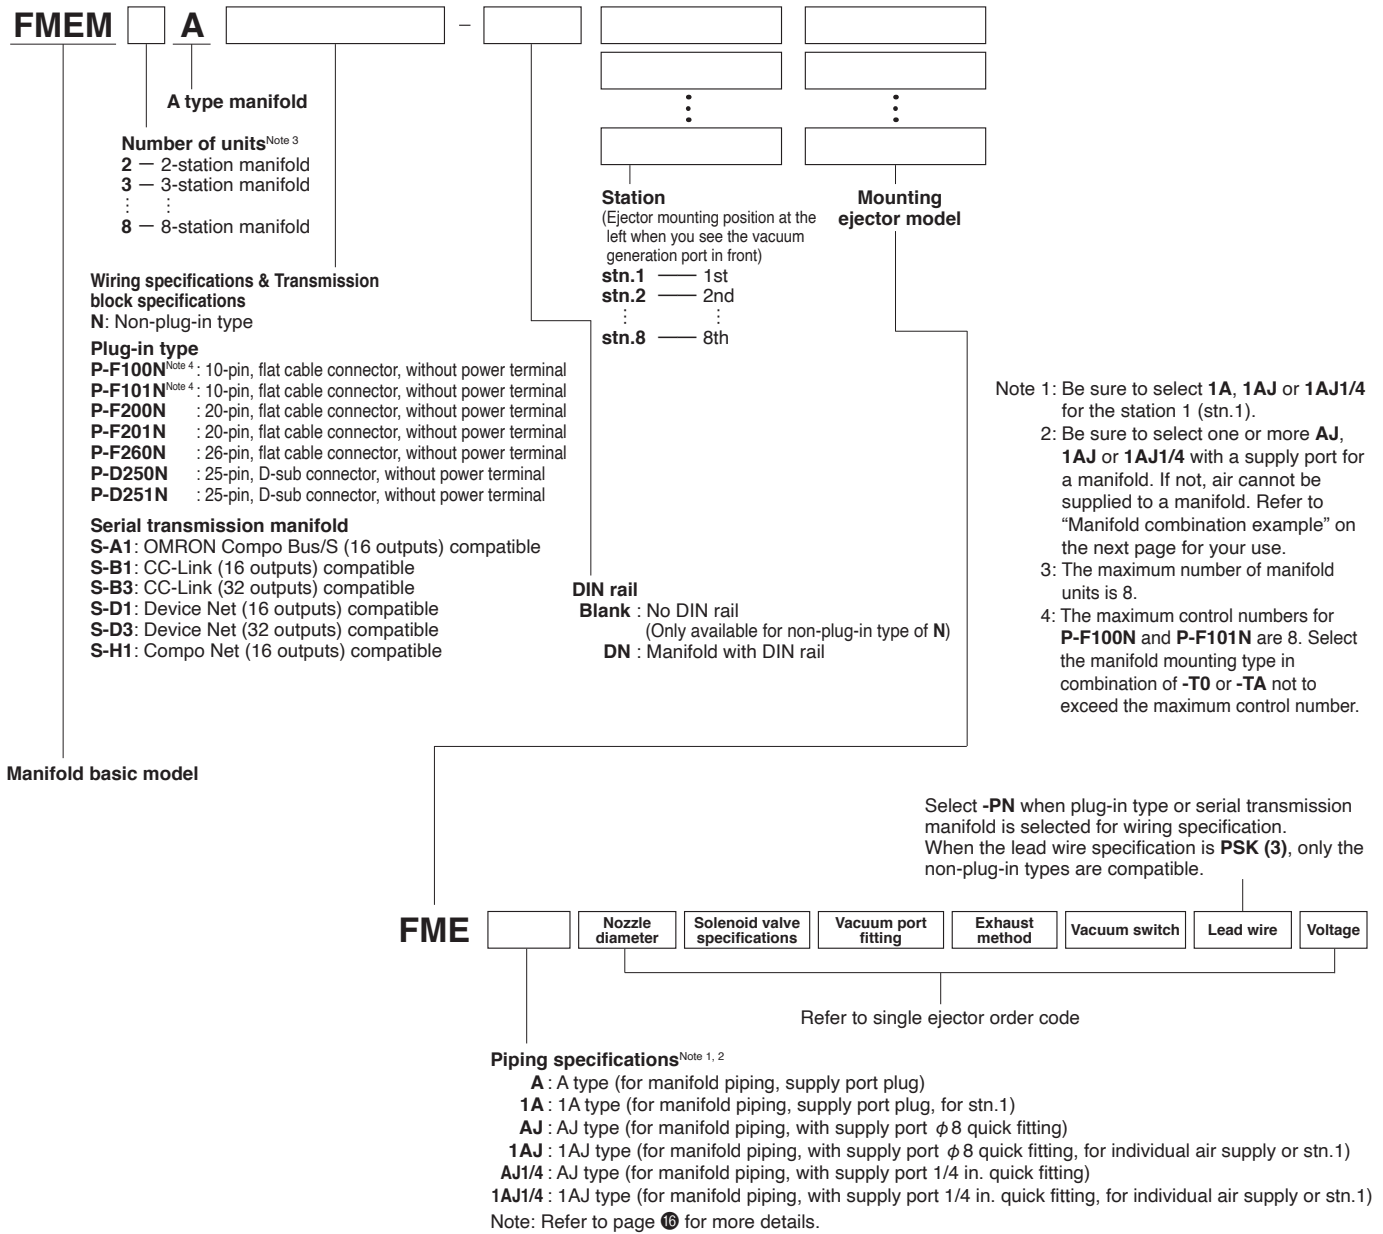 FMEM A –
A type manifold
Number of units Note 3
2 — 2-station manifold
3 — 3-station manifold
⋮ ⋮
8 — 8-station manifold
Wiring specifications & Transmission
block specifications
N: Non-plug-in type
Plug-in type
P-F100N Note 4 : 10-pin, flat cable connector, without power terminal
P-F101N Note 4 : 10-pin, flat cable connector, without power terminal
P-F200N : 20-pin, flat cable connector, without power terminal
P-F201N : 20-pin, flat cable connector, without power terminal
P-F260N : 26-pin, flat cable connector, without power terminal
P-D250N : 25-pin, D-sub connector, without power terminal
P-D251N : 25-pin, D-sub connector, without power terminal
Serial transmission manifold
S-A1: OMRON Compo Bus/S (16 outputs) compatible
S-B1: CC-Link (16 outputs) compatible
S-B3: CC-Link (32 outputs) compatible
S-D1: Device Net (16 outputs) compatible
S-D3: Device Net (32 outputs) compatible
S-H1: Compo Net (16 outputs) compatible
Manifold basic model
DIN rail
Blank : No DIN rail
(Only available for non-plug-in type of N)
DN : Manifold with DIN rail
Station
(Ejector mounting position at the
left when you see the vacuum
generation port in front)
stn.1 — 1st
stn.2 — 2nd
⋮ ⋮
stn.8 — 8th
Mounting
ejector model
Note 1: Be sure to select 1A, 1AJ or 1AJ1/4
for the station 1 (stn.1).
2: Be sure to select one or more AJ,
1AJ or 1AJ1/4 with a supply port for
a manifold. If not, air cannot be
supplied to a manifold. Refer to
“Manifold combination example” on
the next page for your use.
3: The maximum number of manifold
units is 8.
4: The maximum control numbers for
P-F100N and P-F101N are 8. Select
the manifold mounting type in
combination of -T0 or -TA not to
exceed the maximum control number.
Select -PN when plug-in type or serial transmission
manifold is selected for wiring specification.
When the lead wire specification is PSK (3), only the
non-plug-in types are compatible.
FME
Nozzle
diameter
Solenoid valve
specifications
Vacuum port
fitting
Exhaust
method
Vacuum switch
Lead wire
Voltage
Refer to single ejector order code
Piping specifications Note 1, 2
A : A type (for manifold piping, supply port plug)
1A : 1A type (for manifold piping, supply port plug, for stn.1)
AJ : AJ type (for manifold piping, with supply port φ8 quick fitting)
1AJ : 1AJ type (for manifold piping, with supply port φ8 quick fitting, for individual air supply or stn.1)
AJ1/4 : AJ type (for manifold piping, with supply port 1/4 in. quick fitting)
1AJ1/4 : 1AJ type (for manifold piping, with supply port 1/4 in. quick fitting, for individual air supply or stn.1)
Note: Refer to page ⓰ for more details.